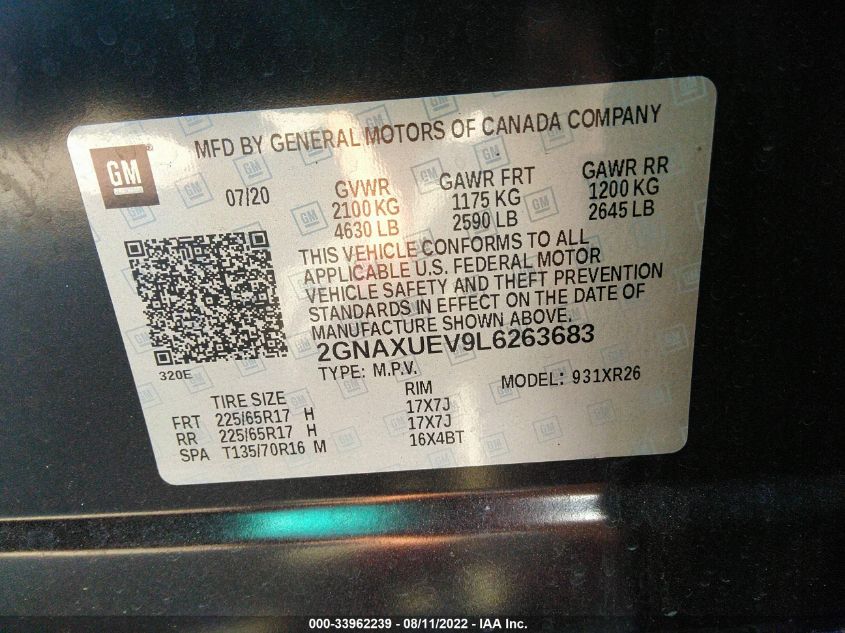 GM
MFD BY GENERAL MOTORS OF CANADA COMPANY
07/20
GVWR
2100 KG
4630 LB
GAWR FRT
1175 KG
2590 LB
GAWR RR
1200 KG
2645 LB
THIS VEHICLE CONFORMS TO ALL
APPLICABLE U.S. FEDERAL MOTOR
VEHICLE SAFETY AND THEFT PREVENTION
STANDARDS IN EFFECT ON THE DATE OF
MANUFACTURE SHOWN ABOVE.
2GNAXUEV9L6263683
320E
TYPE: M.P.V.
MODEL: 931XR26
TIRE SIZE RIM
FRT 225/65R17 H 17X7J
RR 225/65R17 H 17X7J
SPA T135/70R16 M 16X4BT
000-33962239 - 08/11/2022 - IAA Inc.